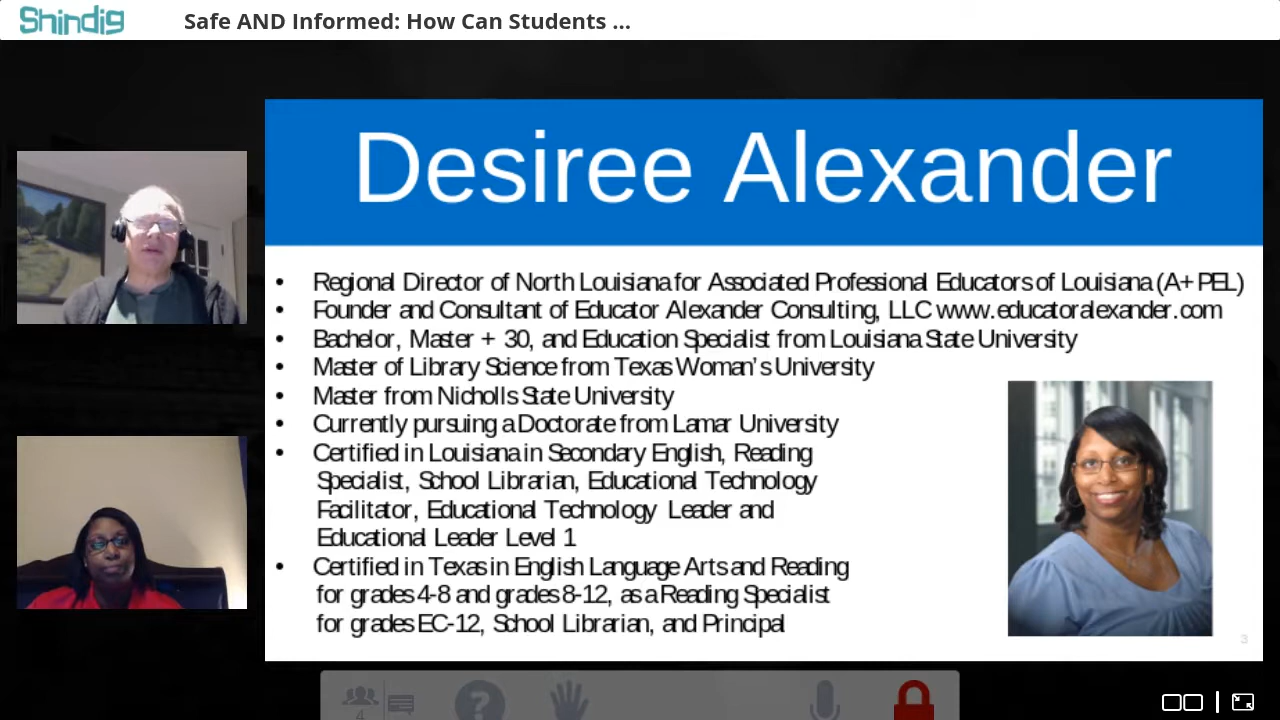 Shindig
Safe AND Informed: How Can Students ...
Desiree Alexander
• Regional Director of North Louisiana for Associated Professional Educators of Louisiana (A+PEL)
• Founder and Consultant of Educator Alexander Consulting, LLC www.educatoralexander.com
• Bachelor, Master + 30, and Education Specialist from Louisiana State University
• Master of Library Science from Texas Woman's University
• Master from Nicholls State University
• Currently pursuing a Doctorate from Lamar University
• Certified in Louisiana in Secondary English, Reading
Specialist, School Librarian, Educational Technology
Facilitator, Educational Technology Leader and
Educational Leader Level 1
• Certified in Texas in English Language Arts and Reading
for grades 4-8 and grades 8-12, as a Reading Specialist
for grades EC-12, School Librarian, and Principal
3
4